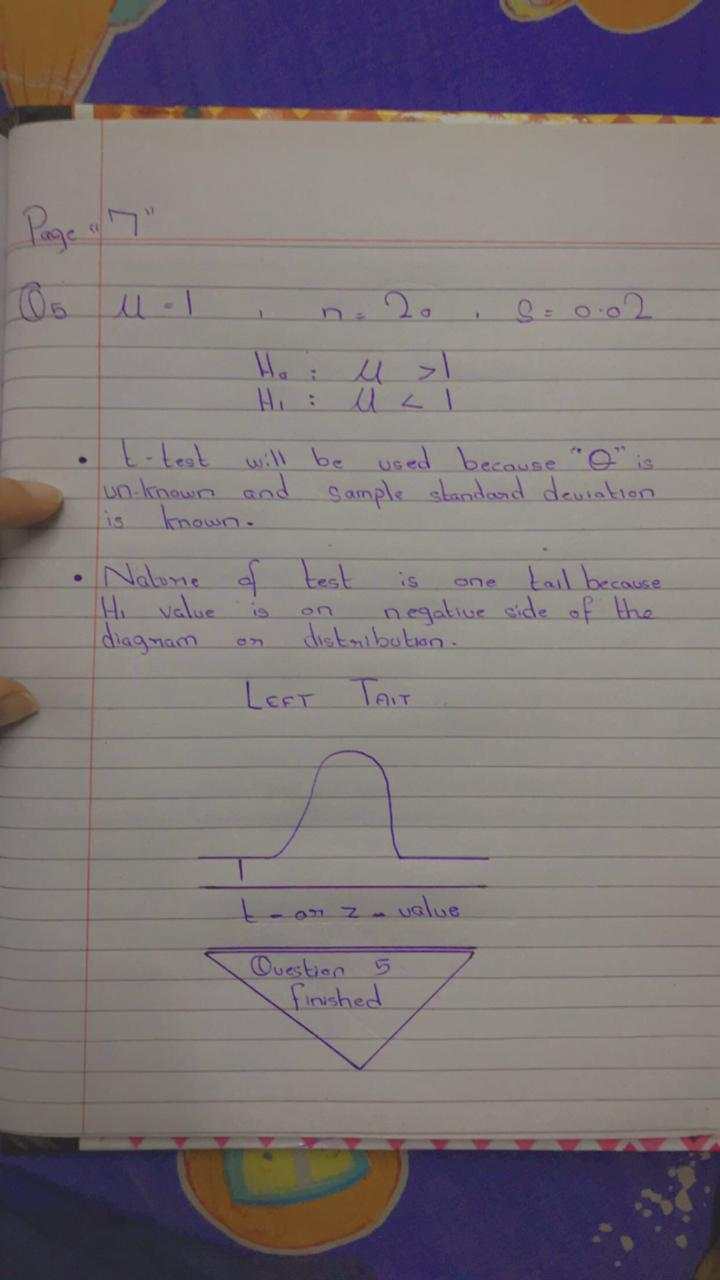 Page "7"
Q5 μ = 1 , n = 20 , S = 0.02
H₀ : μ > 1
H₁ : μ < 1
• t-test will be used because "Θ" is
un-known and sample standard deviation
is known.
• Nature of test is one tail because
H₁ value is on negative side of the
diagram or distribution.
LEFT TAIT
t - or z - value
Question 5
finished